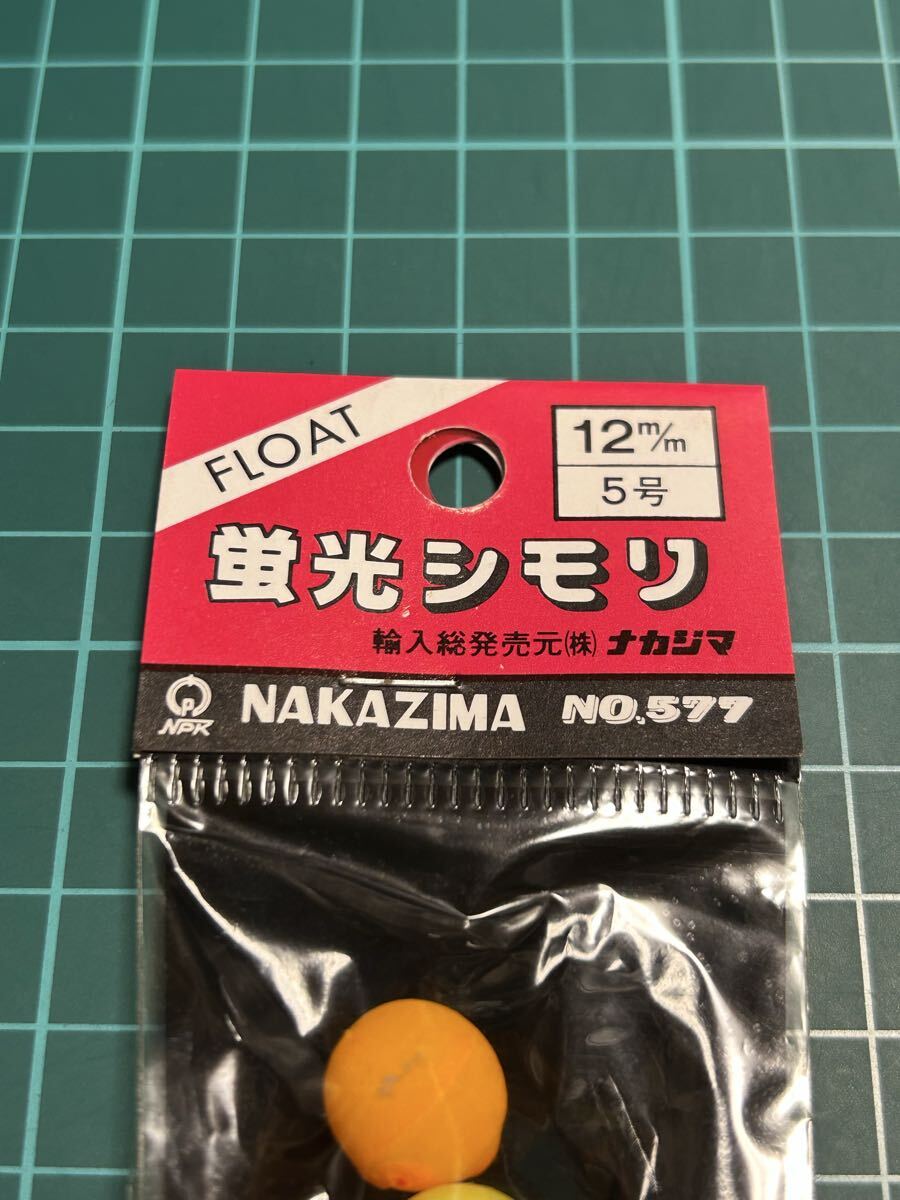 FLOAT
12m/m
5号
蛍光シモリ
輸入総発売元(株)ナカジマ
NPK
NAKAZIMA NO.577